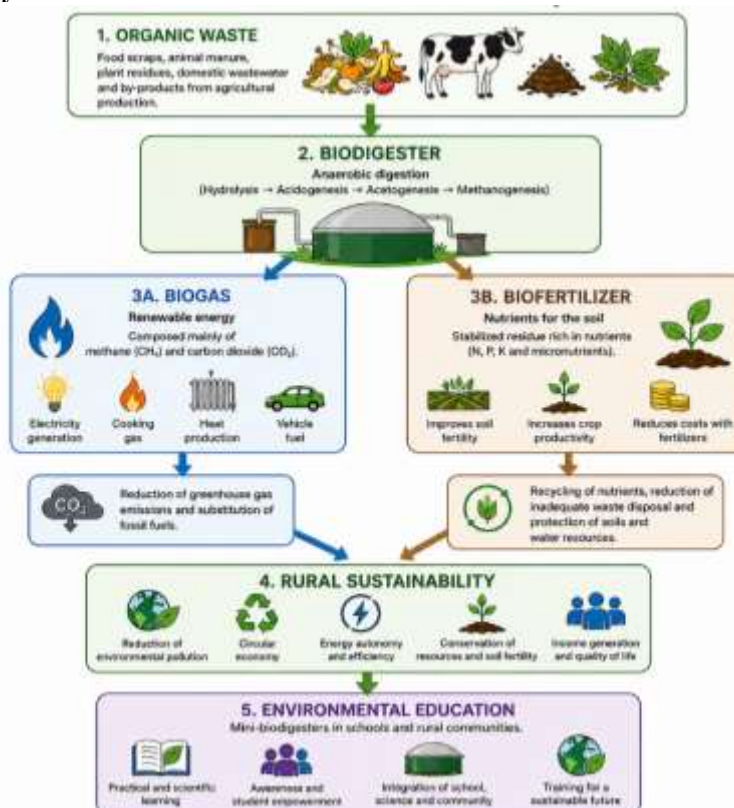 1. ORGANIC WASTE
Food scraps, animal manure,
plant residues, domestic wastewater
and by-products from agricultural
production.
2. BIODIGESTER
Anaerobic digestion
(Hydrolysis → Acidogenesis → Acetogenesis → Methanogenesis)
3A. BIOGAS
Renewable energy
Composed mainly of
methane (CH₄) and carbon dioxide (CO₂).
Electricity
generation
Cooking
gas
Heat
production
Vehicle
fuel
3B. BIOFERTILIZER
Nutrients for the soil
Stabilized residue rich in nutrients
(N, P, K and micronutrients).
Improves soil
fertility
Increases crop
productivity
Reduces costs with
fertilizers
CO₂
Reduction of greenhouse gas
emissions and substitution of
fossil fuels.
Recycling of nutrients, reduction of
inadequate waste disposal and
protection of soils and
water resources.
4. RURAL SUSTAINABILITY
Reduction of
environmental pollution
Circular
economy
Energy autonomy
and efficiency
Conservation of
resources and soil fertility
Income generation
and quality of life
5. ENVIRONMENTAL EDUCATION
Mini-biodigesters in schools and rural communities.
Practical and scientific
learning
Awareness and
student empowerment
Integration of school,
science and community
Training for a
sustainable future